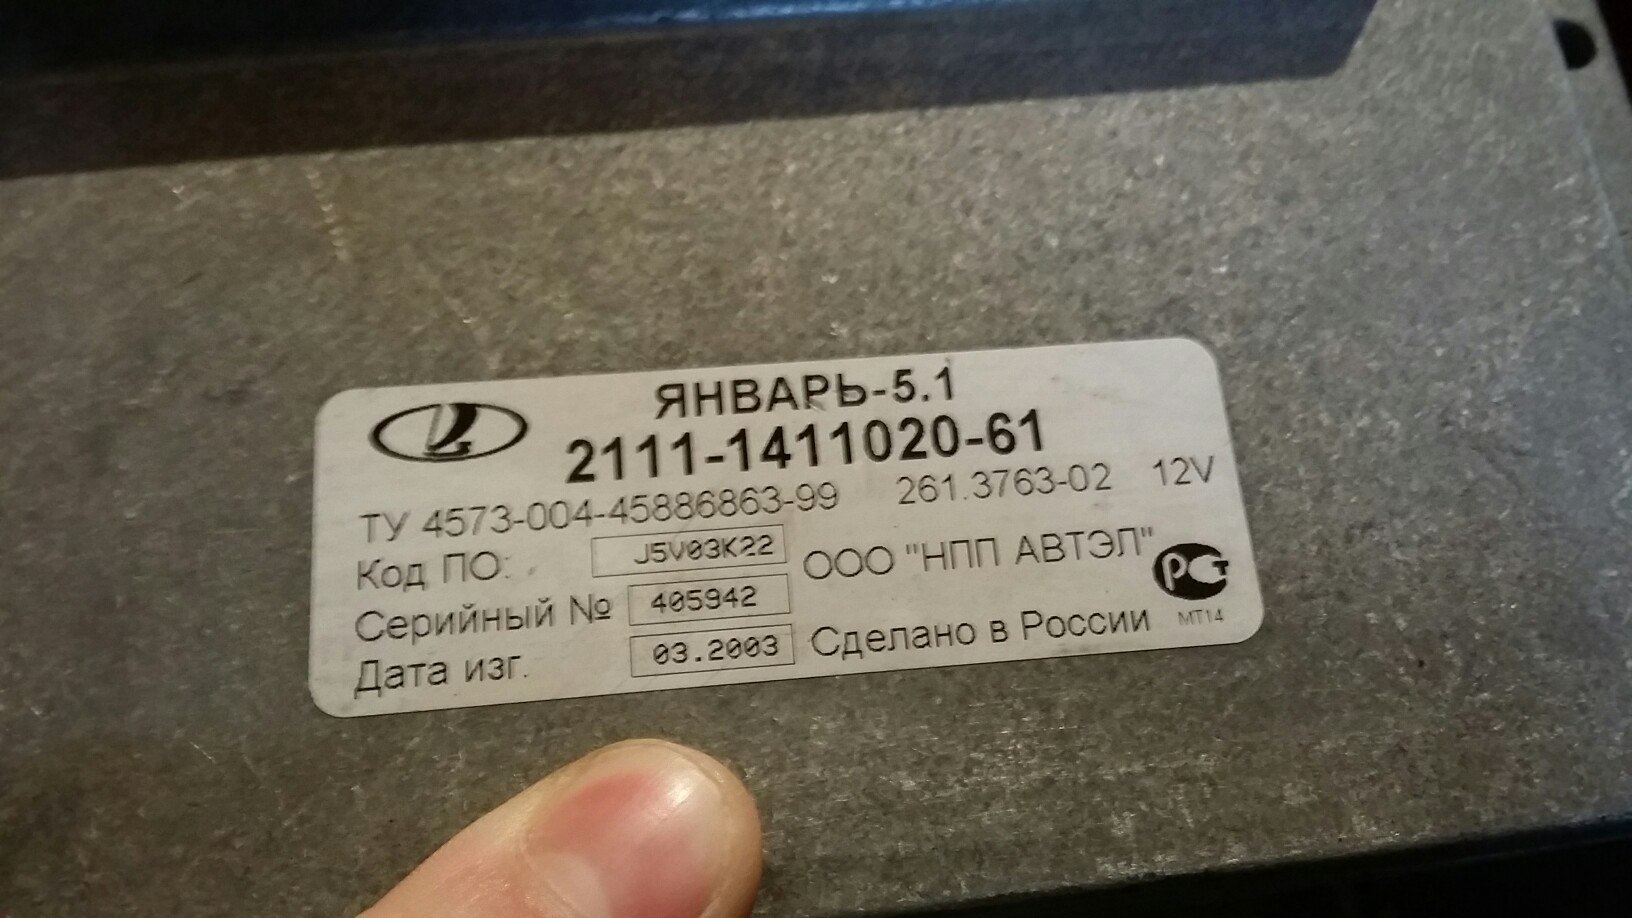 ЯНВАРЬ-5.1
2111-1411020-61
ТУ 4573-004-45886863-99 261.3763-02 12V
Код ПО: J5V03K22 ООО "НПП АВТЭЛ"
Серийный № 405942 РСТ
Дата изг. 03.2003 Сделано в России МТ14